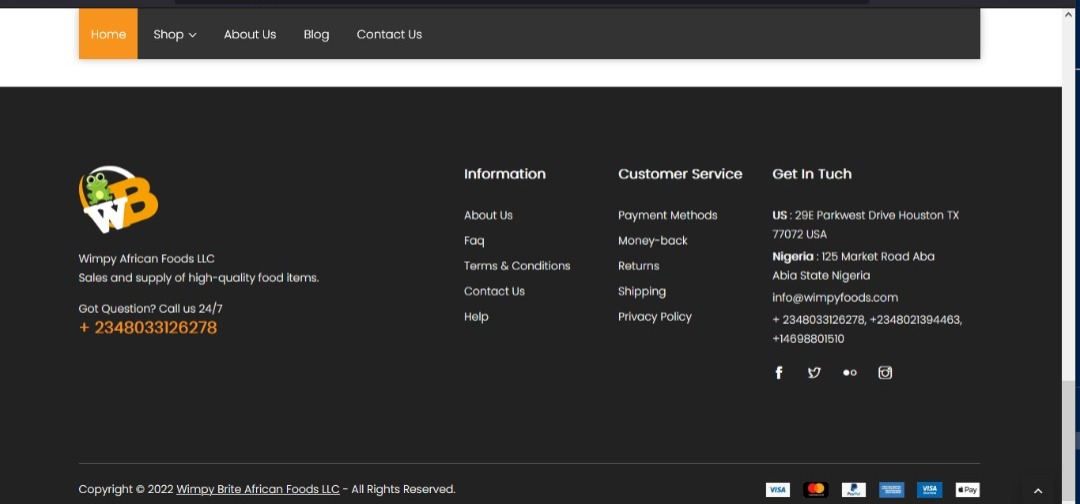 Home Shop About Us Blog Contact Us
WB
Wimpy African Foods LLC
Sales and supply of high-quality food items.
Got Question? Call us 24/7
+ 2348033126278
Information
About Us
Faq
Terms & Conditions
Contact Us
Help
Customer Service
Payment Methods
Money-back
Returns
Shipping
Privacy Policy
Get In Tuch
US : 29E Parkwest Drive Houston TX
77072 USA
Nigeria : 125 Market Road Aba
Abia State Nigeria
info@wimpyfoods.com
+ 2348033126278, +2348021394463,
+14698801510
Copyright © 2022 Wimpy Brite African Foods LLC - All Rights Reserved.
VISA mastercard PayPal AMERICAN EXPRESS VISA Pay